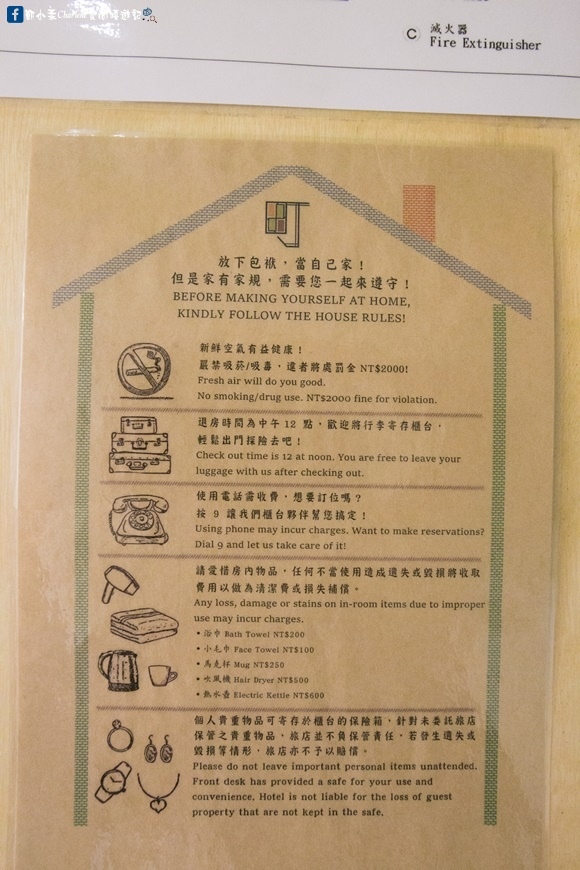 C 滅火器
Fire Extinguisher
放下包袱，當自己家！
但是家有家規，需要您一起來遵守！
BEFORE MAKING YOURSELF AT HOME,
KINDLY FOLLOW THE HOUSE RULES!
新鮮空氣有益健康！
嚴禁吸菸/吸毒，違者將處罰金 NT$2000!
Fresh air will do you good.
No smoking/drug use. NT$2000 fine for violation.
退房時間為中午 12 點，歡迎將行李寄存櫃台，
輕鬆出門探險去吧！
Check out time is 12 at noon. You are free to leave your
luggage with us after checking out.
使用電話需收費，想要訂位嗎？
按 9 讓我們櫃台夥伴幫您搞定！
Using phone may incur charges. Want to make reservations?
Dial 9 and let us take care of it!
請愛惜房內物品，任何不當使用造成遺失或毀損將收取
費用以做為清潔費或損失補償。
Any loss, damage or stains on in-room items due to improper
use may incur charges.
• 浴巾 Bath Towel NT$200
• 小毛巾 Face Towel NT$100
• 馬克杯 Mug NT$250
• 吹風機 Hair Dryer NT$500
• 熱水壺 Electric Kettle NT$600
個人貴重物品可寄存於櫃台的保險箱，針對未委託旅店
保管之貴重物品，旅店並不負保管責任，若發生遺失或
毀損等情形，旅店亦不予以賠償。
Please do not leave important personal items unattended.
Front desk has provided a safe for your use and
convenience. Hotel is not liable for the loss of guest
property that are not kept in the safe.